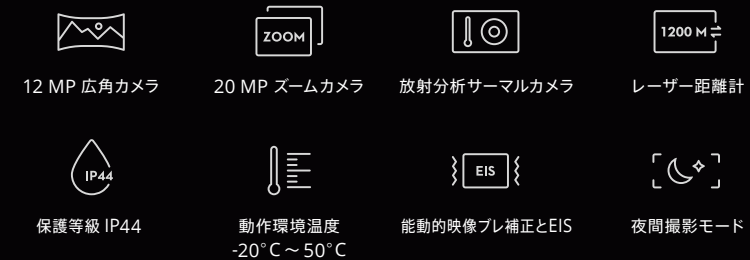 ZOOM
1200 M
12 MP 広角カメラ
20 MP ズームカメラ
放射分析サーマルカメラ
レーザー距離計
IP44
EIS
保護等級 IP44
動作環境温度
-20°C ~ 50°C
能動的映像ブレ補正とEIS
夜間撮影モード